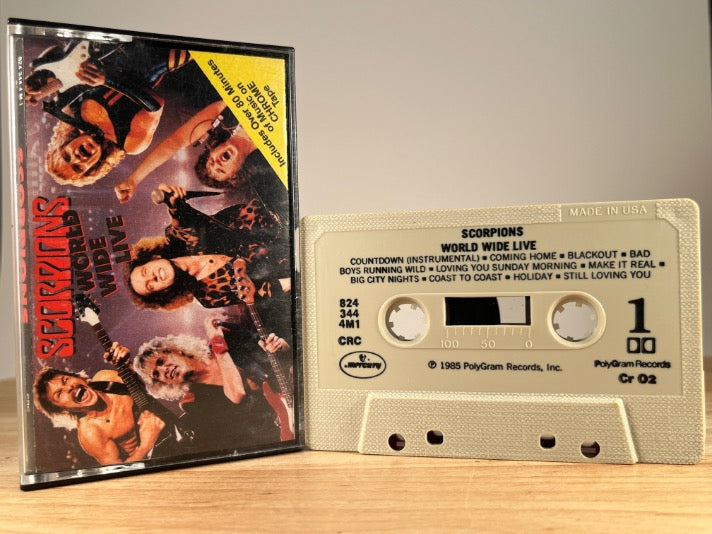 SCORPIONS
WORLD
WIDE
LIVE
Includes Over 80 Minutes
of Music on
CHROME
Tape
SCORPIONS
MADE IN USA
SCORPIONS
WORLD WIDE LIVE
COUNTDOWN (INSTRUMENTAL) ▪ COMING HOME ▪ BLACKOUT ▪ BAD
BOYS RUNNING WILD ▪ LOVING YOU SUNDAY MORNING ▪ MAKE IT REAL ▪
BIG CITY NIGHTS ▪ COAST TO COAST ▪ HOLIDAY ▪ STILL LOVING YOU
824
344
4M1
CRC
1
100 50 0
mercury
℗ 1985 PolyGram Records, Inc.
PolyGram Records
Cr O2